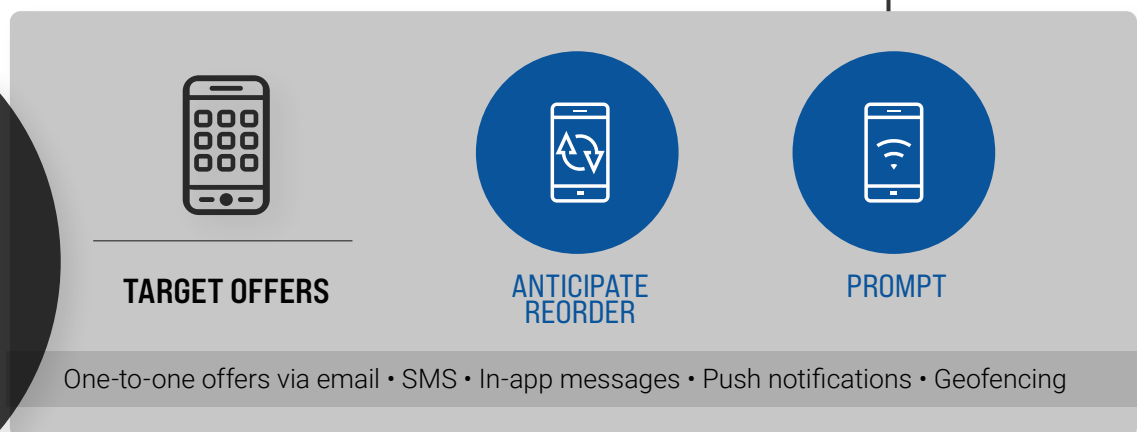 TARGET OFFERS
ANTICIPATE
REORDER
PROMPT
One-to-one offers via email • SMS • In-app messages • Push notifications • Geofencing